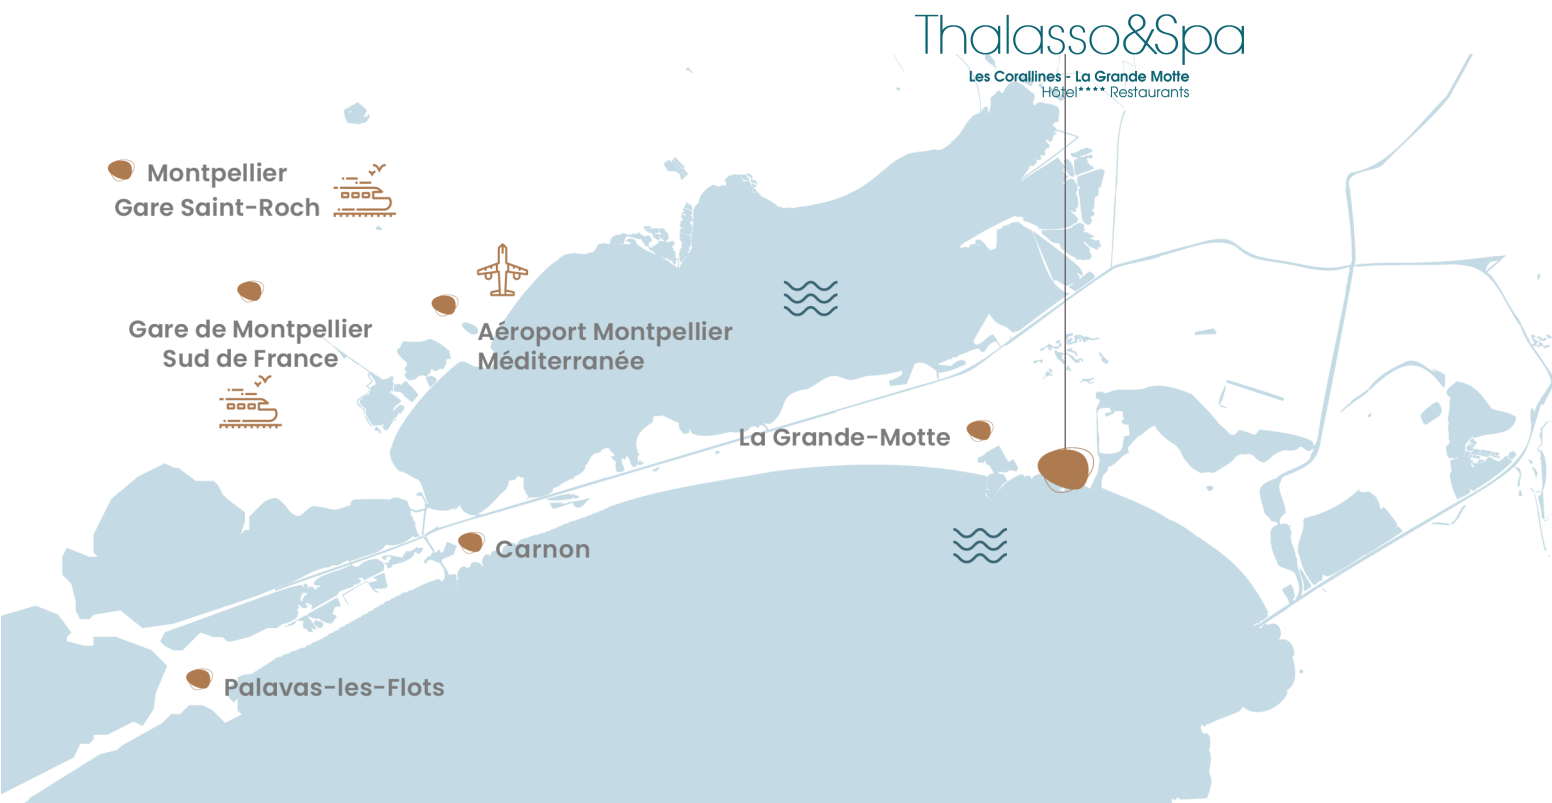 Thalasso&Spa
Les Corallines - La Grande Motte
Hôtel**** Restaurants
Montpellier
Gare Saint-Roch
Gare de Montpellier
Sud de France
Aéroport Montpellier
Méditerranée
La Grande-Motte
Carnon
Palavas-les-Flots